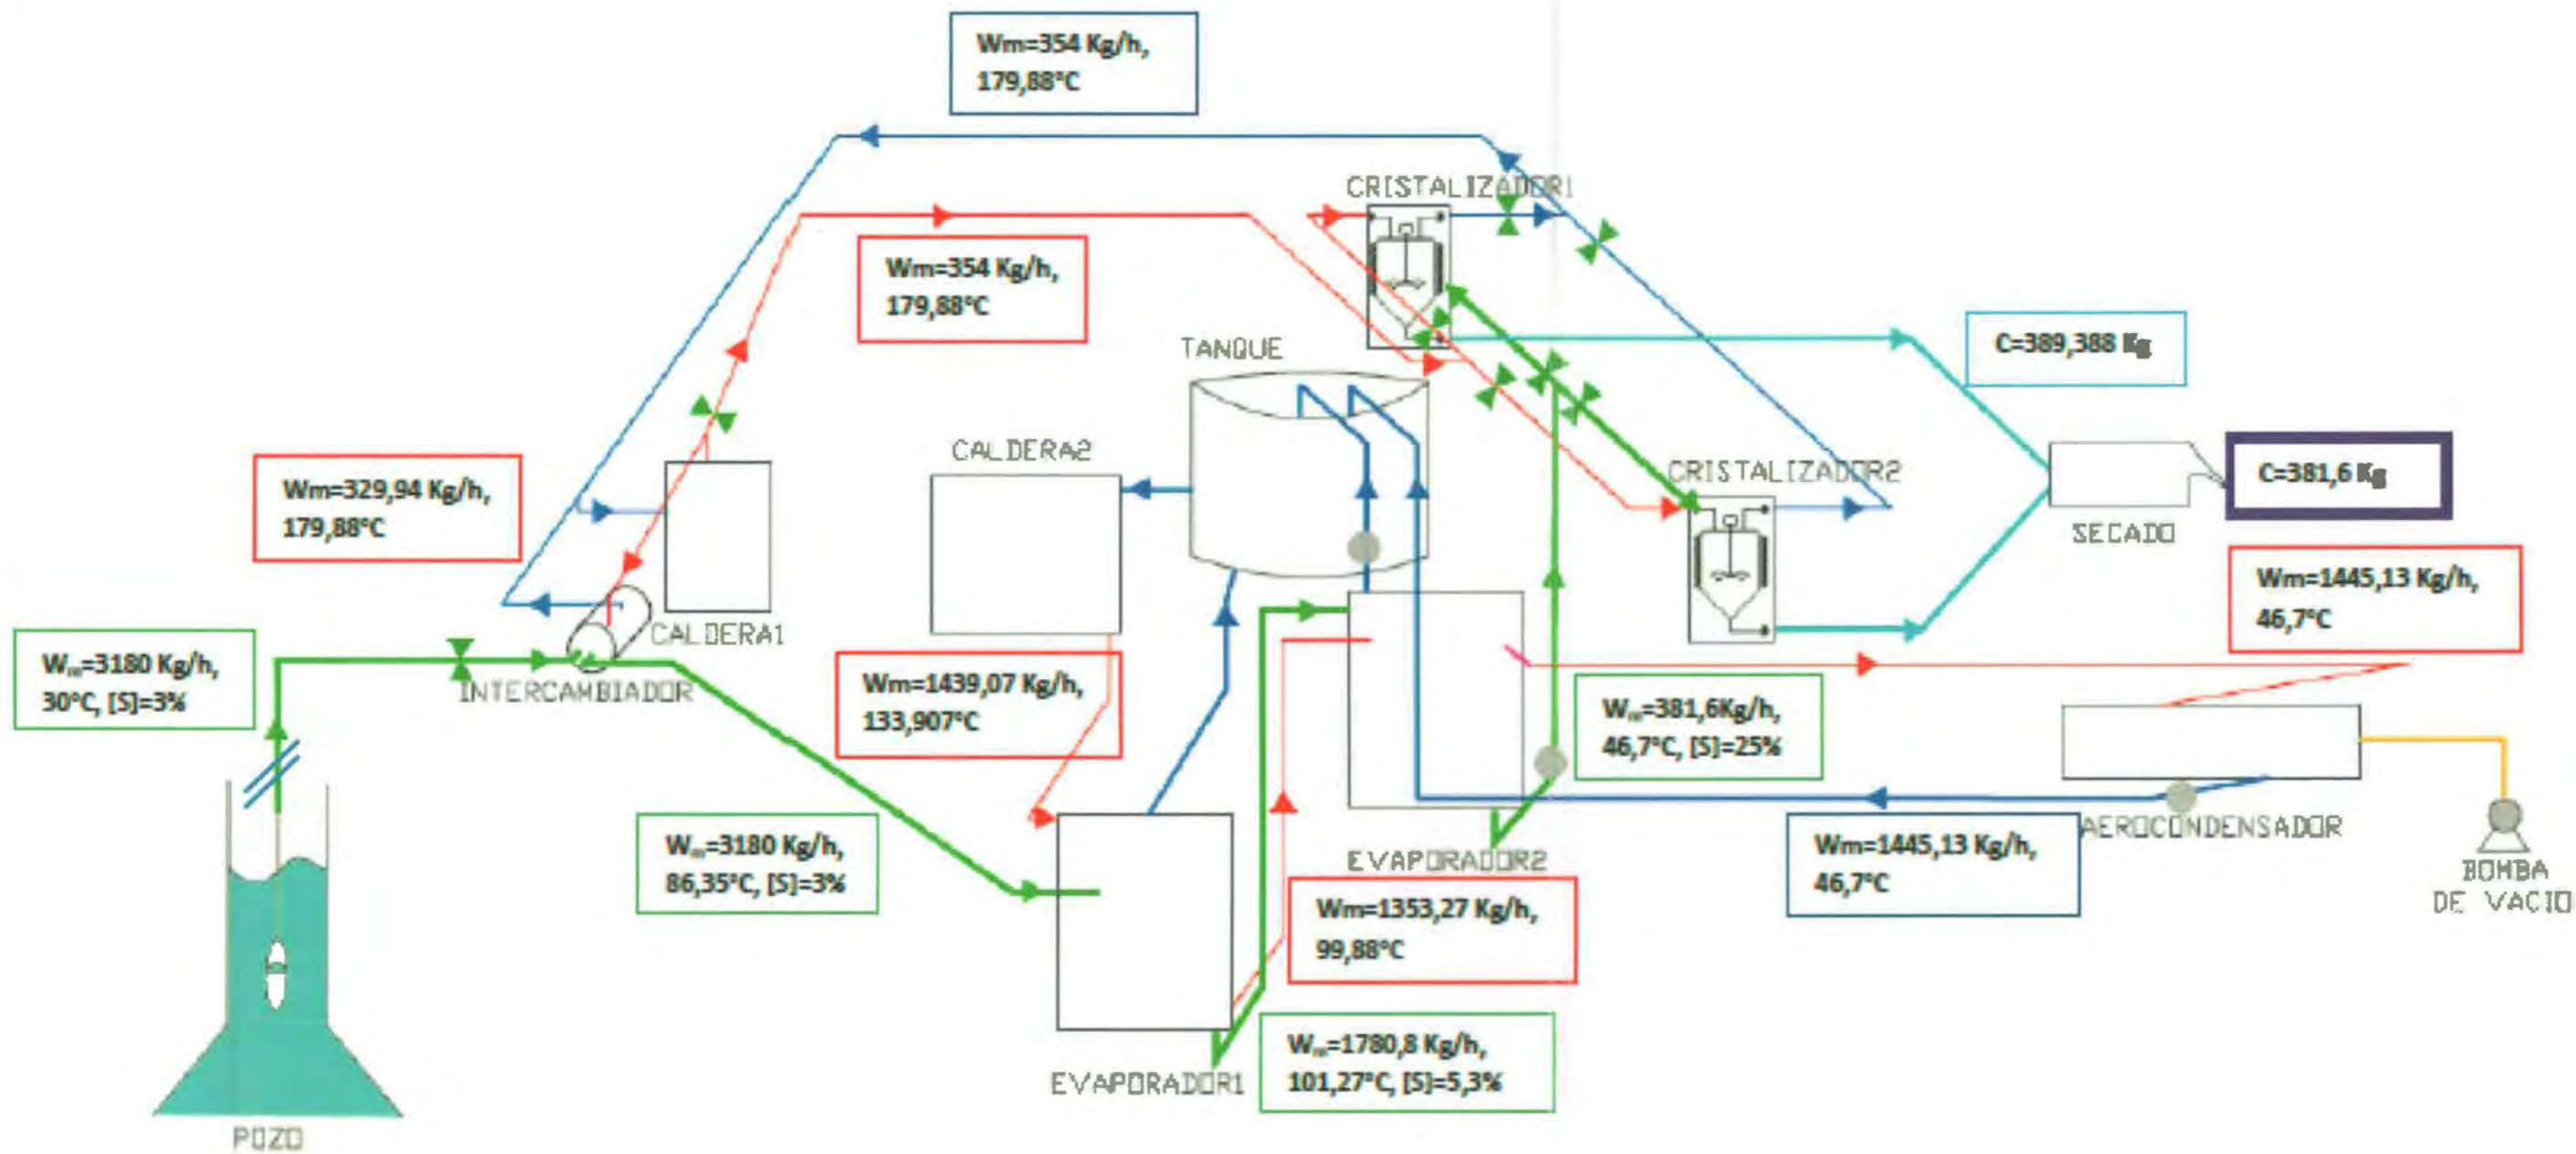 Wm=354 Kg/h,
179,88°C
CRISTALIZADOR1
Wm=354 Kg/h,
179,88°C
C=389,388 Kg
TANQUE
CALDERA2
CRISTALIZADOR2
C=381,6 Kg
SECADO
Wm=329,94 Kg/h,
179,88°C
Wm=1445,13 Kg/h,
46,7°C
CALDERA1
Wₘ=3180 Kg/h,
30°C, [S]=3%
INTERCAMBIADOR
Wm=1439,07 Kg/h,
133,907°C
Wₘ=381,6Kg/h,
46,7°C, [S]=25%
Wₘ=3180 Kg/h,
86,35°C, [S]=3%
EVAPORADOR2
Wm=1445,13 Kg/h,
46,7°C
AEROCONDENSADOR
BOMBA
DE VACIO
Wm=1353,27 Kg/h,
99,88°C
Wₘ=1780,8 Kg/h,
101,27°C, [S]=5,3%
EVAPORADOR1
POZO